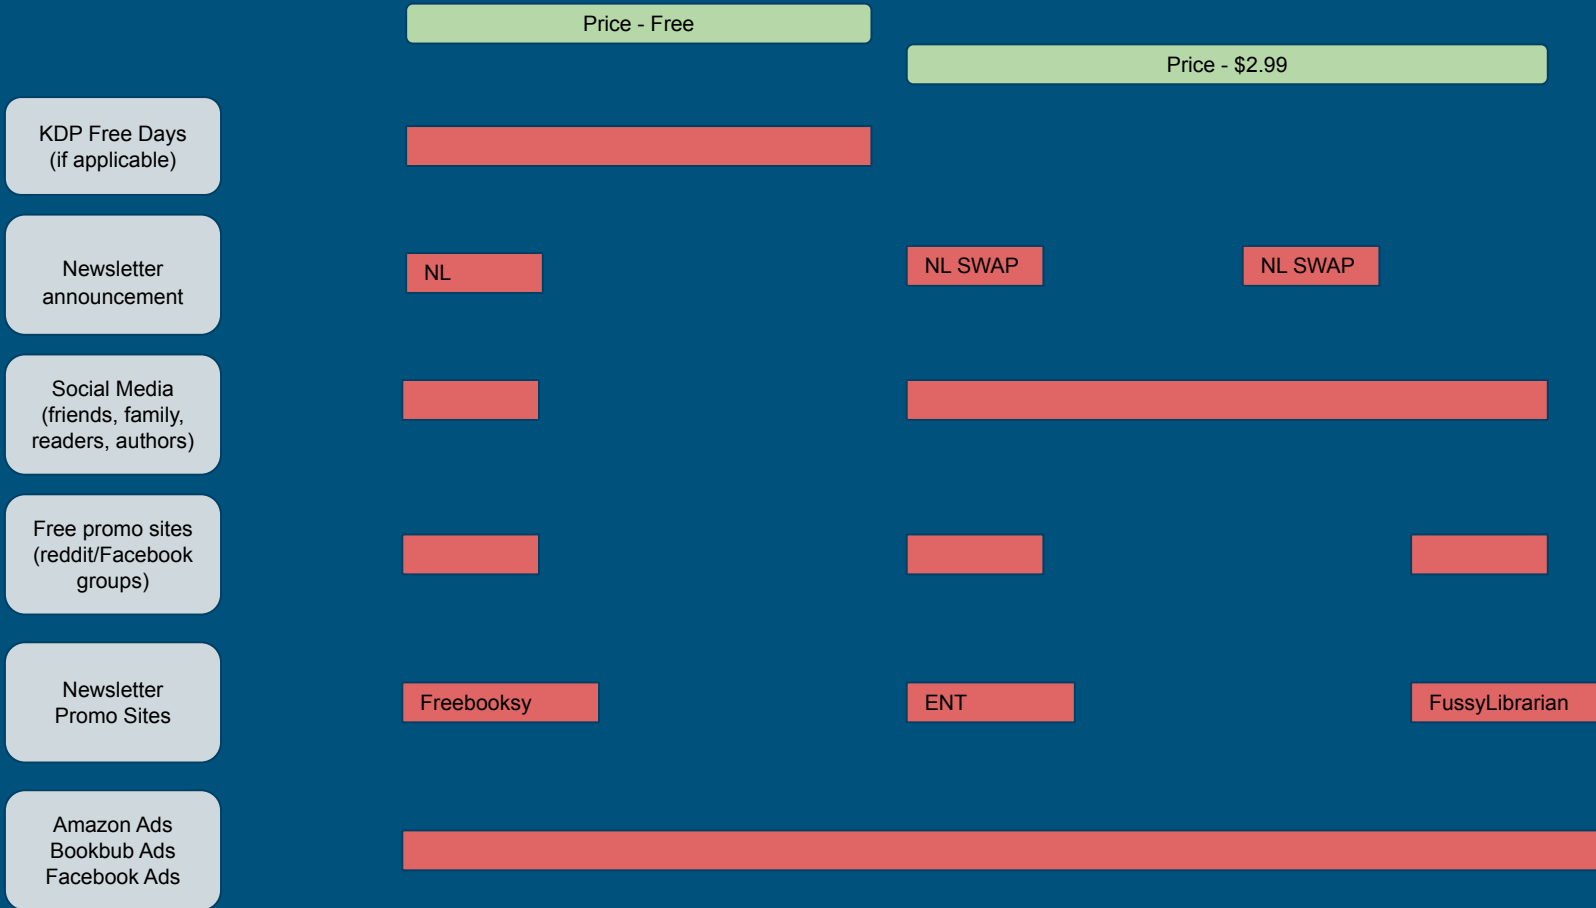 Price - Free
Price - $2.99
KDP Free Days
(if applicable)
Newsletter
announcement
NL
NL SWAP
NL SWAP
Social Media
(friends, family,
readers, authors)
Free promo sites
(reddit/Facebook
groups)
Newsletter
Promo Sites
Freebooksy
ENT
FussyLibrarian
Amazon Ads
Bookbub Ads
Facebook Ads